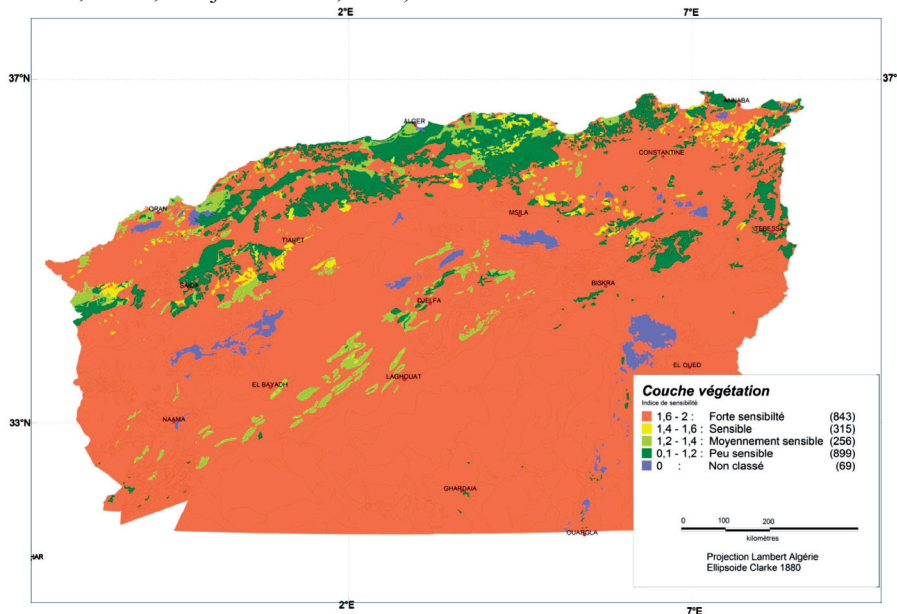 2°E 7°E
37°N 37°
ANNABA
ALGER
CONSTANTINE
ORAN
MSILA
TEBESSA
TIARET
SAIDA
BISKRA
DJELFA
EL OUED
LAGHOUAT
EL BAYADH
33°N
NAAMA
GHARDAIA
OUARGLA
HAR
Couche végétation
Indice de sensibilité
1,6 - 2 : Forte sensibilté (843)
1,4 - 1,6 : Sensible (315)
1,2 - 1,4 : Moyennement sensible (256)
0,1 - 1,2 : Peu sensible (899)
0 : Non classé (69)
0 100 200
kilomètres
Projection Lambert Algérie
Ellipsoide Clarke 1880
2°E 7°E